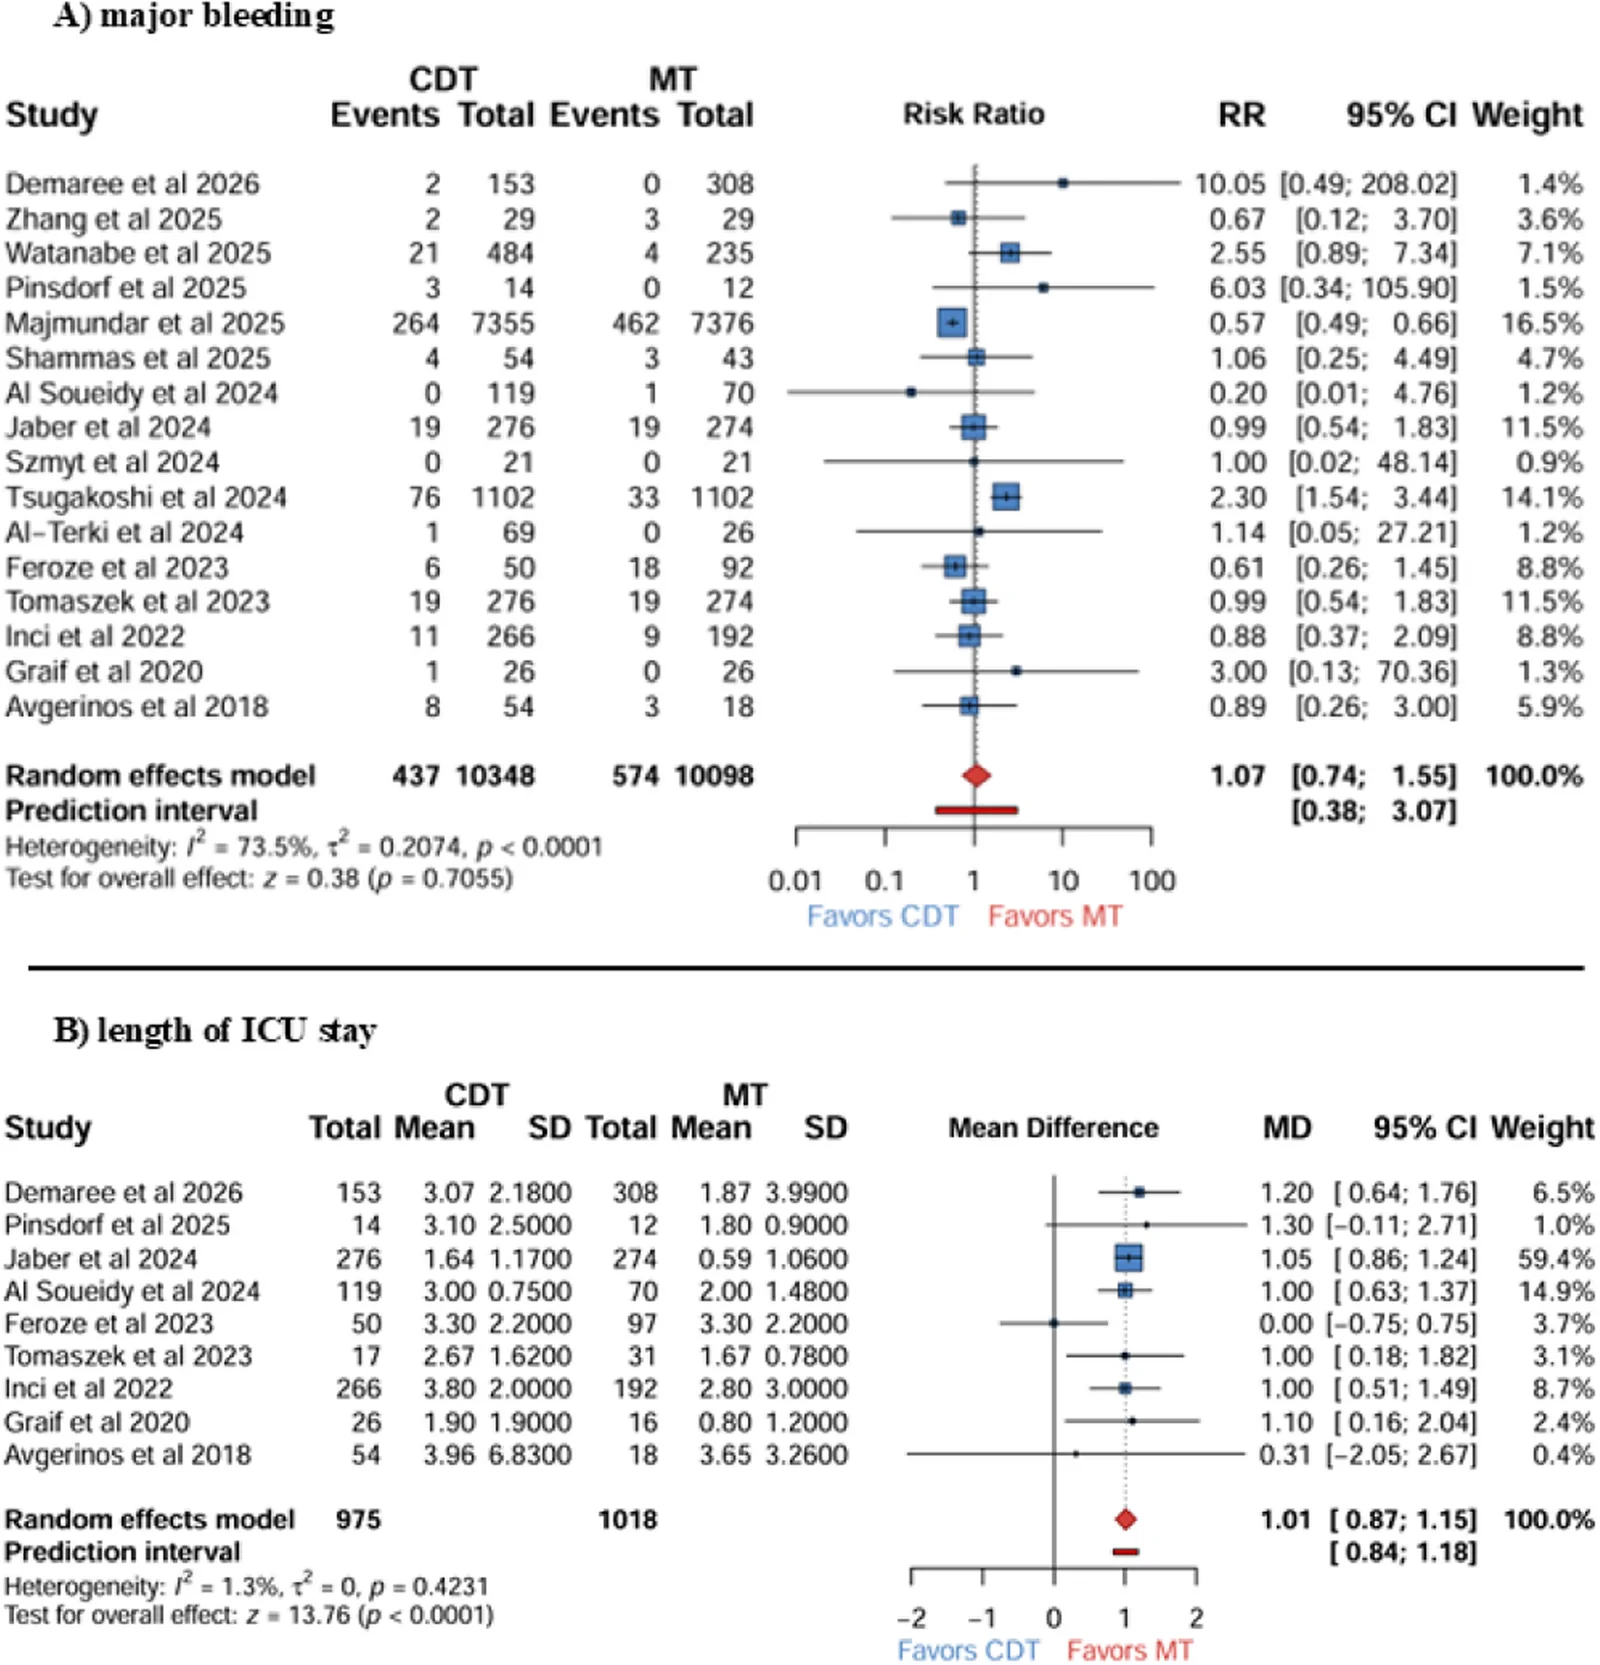 A) major bleeding
CDT MT
Study Events Total Events Total Risk Ratio RR 95% CI Weight
Demaree et al 2026 2 153 0 308 10.05 [0.49; 208.02] 1.4%
Zhang et al 2025 2 29 3 29 0.67 [0.12; 3.70] 3.6%
Watanabe et al 2025 21 484 4 235 2.55 [0.89; 7.34] 7.1%
Pinsdorf et al 2025 3 14 0 12 6.03 [0.34; 105.90] 1.5%
Majmundar et al 2025 264 7355 462 7376 0.57 [0.49; 0.66] 16.5%
Shammas et al 2025 4 54 3 43 1.06 [0.25; 4.49] 4.7%
Al Soueidy et al 2024 0 119 1 70 0.20 [0.01; 4.76] 1.2%
Jaber et al 2024 19 276 19 274 0.99 [0.54; 1.83] 11.5%
Szmyt et al 2024 0 21 0 21 1.00 [0.02; 48.14] 0.9%
Tsugakoshi et al 2024 76 1102 33 1102 2.30 [1.54; 3.44] 14.1%
Al−Terki et al 2024 1 69 0 26 1.14 [0.05; 27.21] 1.2%
Feroze et al 2023 6 50 18 92 0.61 [0.26; 1.45] 8.8%
Tomaszek et al 2023 19 276 19 274 0.99 [0.54; 1.83] 11.5%
Inci et al 2022 11 266 9 192 0.88 [0.37; 2.09] 8.8%
Graif et al 2020 1 26 0 26 3.00 [0.13; 70.36] 1.3%
Avgerinos et al 2018 8 54 3 18 0.89 [0.26; 3.00] 5.9%
Random effects model 437 10348 574 10098 1.07 [0.74; 1.55] 100.0%
Prediction interval [0.38; 3.07]
Heterogeneity: I² = 73.5%, τ² = 0.2074, p < 0.0001
Test for overall effect: z = 0.38 (p = 0.7055)
0.01 0.1 1 10 100
Favors CDT Favors MT
B) length of ICU stay
CDT MT
Study Total Mean SD Total Mean SD Mean Difference MD 95% CI Weight
Demaree et al 2026 153 3.07 2.1800 308 1.87 3.9900 1.20 [ 0.64; 1.76] 6.5%
Pinsdorf et al 2025 14 3.10 2.5000 12 1.80 0.9000 1.30 [−0.11; 2.71] 1.0%
Jaber et al 2024 276 1.64 1.1700 274 0.59 1.0600 1.05 [ 0.86; 1.24] 59.4%
Al Soueidy et al 2024 119 3.00 0.7500 70 2.00 1.4800 1.00 [ 0.63; 1.37] 14.9%
Feroze et al 2023 50 3.30 2.2000 97 3.30 2.2000 0.00 [−0.75; 0.75] 3.7%
Tomaszek et al 2023 17 2.67 1.6200 31 1.67 0.7800 1.00 [ 0.18; 1.82] 3.1%
Inci et al 2022 266 3.80 2.0000 192 2.80 3.0000 1.00 [ 0.51; 1.49] 8.7%
Graif et al 2020 26 1.90 1.9000 16 0.80 1.2000 1.10 [ 0.16; 2.04] 2.4%
Avgerinos et al 2018 54 3.96 6.8300 18 3.65 3.2600 0.31 [−2.05; 2.67] 0.4%
Random effects model 975 1018 1.01 [ 0.87; 1.15] 100.0%
Prediction interval [ 0.84; 1.18]
Heterogeneity: I² = 1.3%, τ² = 0, p = 0.4231
Test for overall effect: z = 13.76 (p < 0.0001)
−2 −1 0 1 2
Favors CDT Favors MT